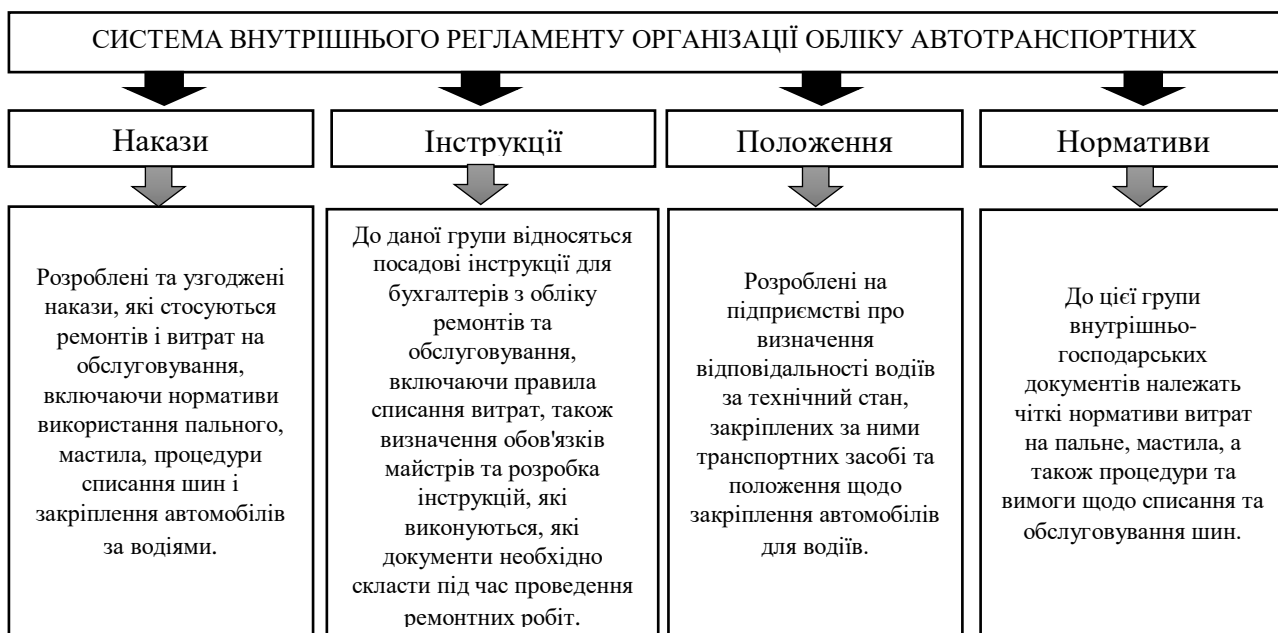 СИСТЕМА ВНУТРІШНЬОГО РЕГЛАМЕНТУ ОРГАНІЗАЦІЇ ОБЛІКУ АВТОТРАНСПОРТНИХ
Накази
Розроблені та узгоджені
накази, які стосуються
ремонтів і витрат на
обслуговування,
включаючи нормативи
використання пального,
мастила, процедури
списання шин і
закріплення автомобілів
за водіями.
Інструкції
До даної групи відносяться
посадові інструкції для
бухгалтерів з обліку
ремонтів та
обслуговування,
включаючи правила
списання витрат, також
визначення обов'язків
майстрів та розробка
інструкцій, які
виконуються, які
документи необхідно
скласти під час проведення
ремонтних робіт.
Положення
Розроблені на
підприємстві про
визначення
відповідальності водіїв
за технічний стан,
закріплених за ними
транспортних засобі та
положення щодо
закріплення автомобілів
для водіїв.
Нормативи
До цієї групи
внутрішньо-
господарських
документів належать
чіткі нормативи витрат
на пальне, мастила, а
також процедури та
вимоги щодо списання та
обслуговування шин.